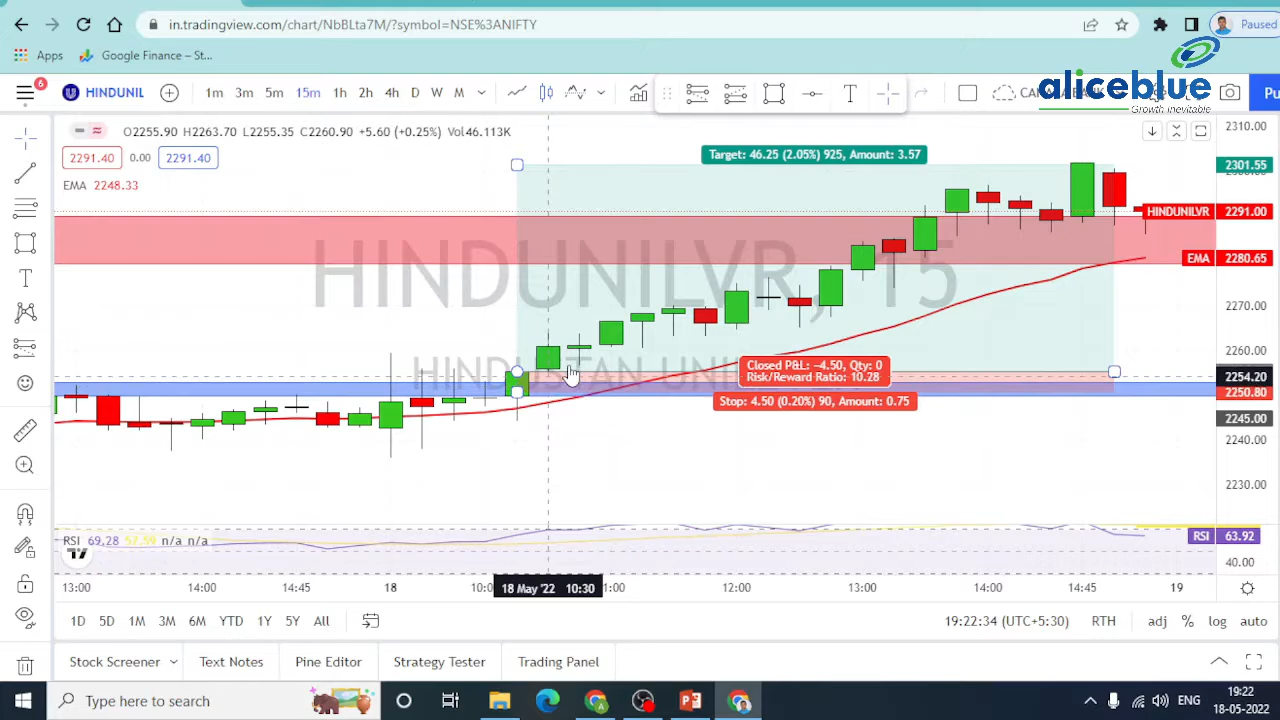 in.tradingview.com/chart/NbBLta7M/?symbol=NSE%3ANIFTY
Paused
Apps
Google Finance – St...
aliceblue
Growth Inevitable
6
HINDUNIL
1m 3m 5m 15m 1h 2h 4h D W M
T
Pu
O2255.90 H2263.70 L2255.35 C2260.90 +5.60 (+0.25%) Vol46.113K
2291.40 0.00 2291.40
EMA 2248.33
Target: 46.25 (2.05%) 925, Amount: 3.57
HINDUNILVR, 15
Closed P&L: −4.50, Qty: 0
Risk/Reward Ratio: 10.28
Stop: 4.50 (0.20%) 90, Amount: 0.75
2310.00
2301.55
HINDUNILVR 2291.00
EMA 2280.65
2270.00
2260.00
2254.20
2250.80
2245.00
2240.00
2230.00
RSI 69.28 57.59 n/a n/a
RSI 63.92
40.00
13:00 14:00 14:45 18 18 May '22 10:30 12:00 13:00 14:00 14:45 19
1D 5D 1M 3M 6M YTD 1Y 5Y All
19:22:34 (UTC+5:30) RTH adj % log auto
Stock Screener Text Notes Pine Editor Strategy Tester Trading Panel
Type here to search
ENG
19:22
18-05-2022